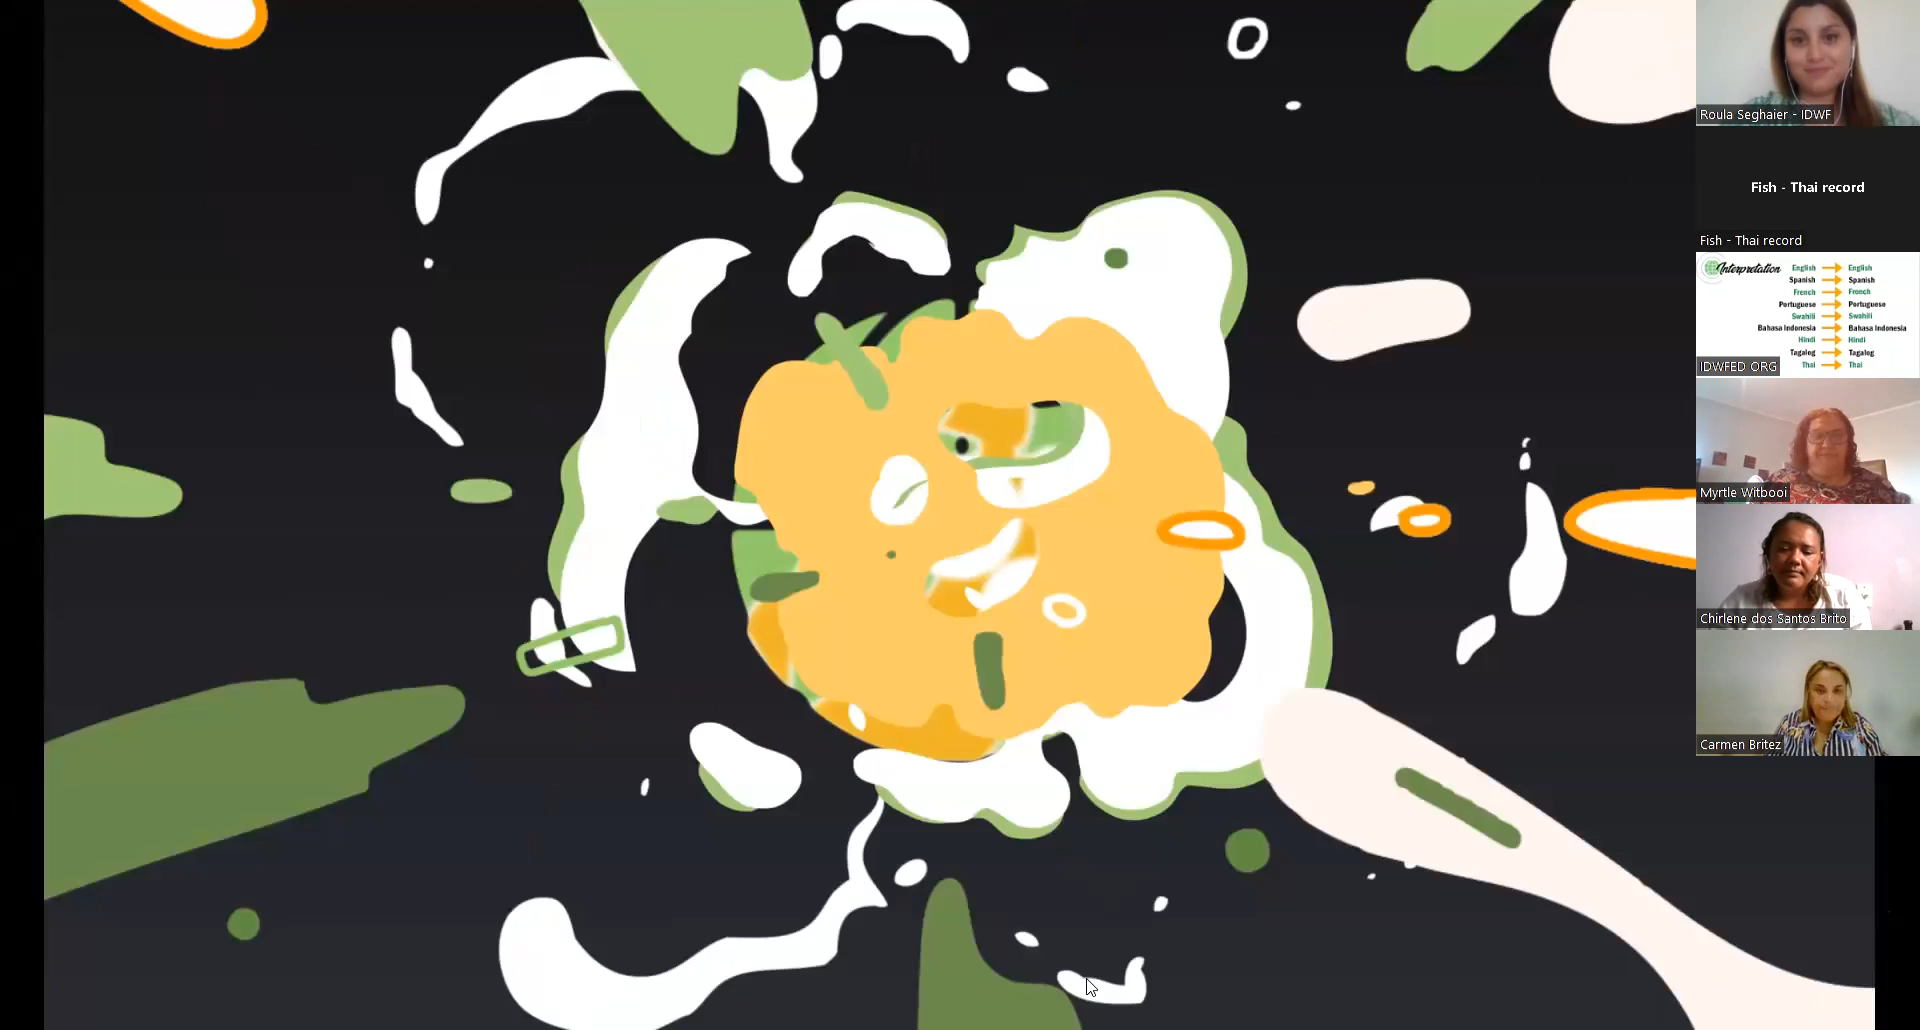 Roula Seghaier - IDWF
Fish - Thai record
Fish - Thai record
Interpretation
English English
Spanish Spanish
French French
Portuguese Portuguese
Swahili Swahili
Bahasa Indonesia Bahasa Indonesia
Hindi Hindi
Tagalog Tagalog
Thai Thai
IDWFED ORG
Myrtle Witbooi
Chirlene dos Santos Brito
Carmen Britez